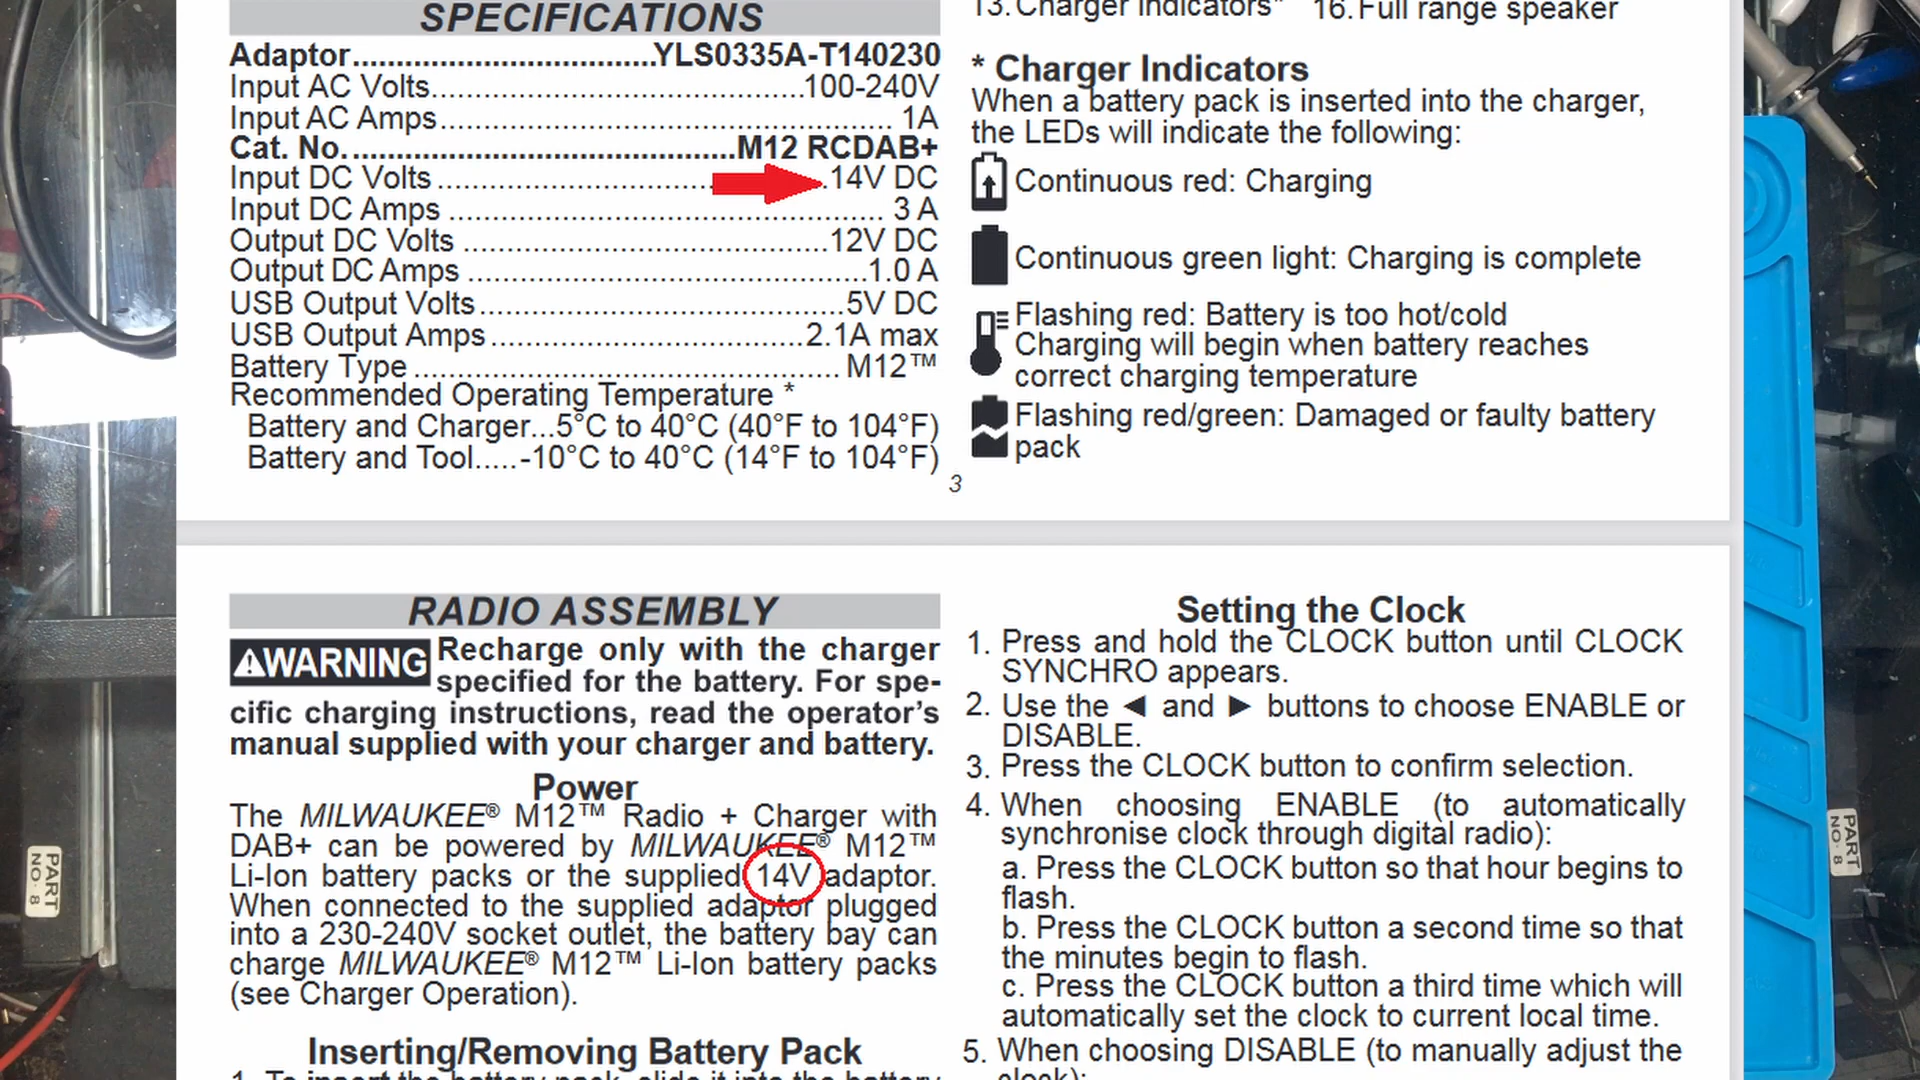 SPECIFICATIONS
Adaptor....................................YLS0335A-T140230
Input AC Volts..........................................100-240V
Input AC Amps.................................................. 1A
Cat. No. .............................................M12 RCDAB+
Input DC Volts ........................................14V DC
Input DC Amps ................................................ 3 A
Output DC Volts .........................................12V DC
Output DC Amps ............................................1.0 A
USB Output Volts .........................................5V DC
USB Output Amps ...................................2.1A max
Battery Type ................................................ M12™
Recommended Operating Temperature *
Battery and Charger...5°C to 40°C (40°F to 104°F)
Battery and Tool.....-10°C to 40°C (14°F to 104°F)
13. Charger Indicators* 16. Full range speaker
* Charger Indicators
When a battery pack is inserted into the charger,
the LEDs will indicate the following:
Continuous red: Charging
Continuous green light: Charging is complete
Flashing red: Battery is too hot/cold
Charging will begin when battery reaches
correct charging temperature
Flashing red/green: Damaged or faulty battery
pack
3
RADIO ASSEMBLY
WARNING Recharge only with the charger
specified for the battery. For spe-
cific charging instructions, read the operator's
manual supplied with your charger and battery.
Power
The MILWAUKEE® M12™ Radio + Charger with
DAB+ can be powered by MILWAUKEE® M12™
Li-Ion battery packs or the supplied 14V adaptor.
When connected to the supplied adaptor plugged
into a 230-240V socket outlet, the battery bay can
charge MILWAUKEE® M12™ Li-Ion battery packs
(see Charger Operation).
Inserting/Removing Battery Pack
1. To insert the battery pack, slide it into the battery
Setting the Clock
1. Press and hold the CLOCK button until CLOCK
SYNCHRO appears.
2. Use the ◄ and ► buttons to choose ENABLE or
DISABLE.
3. Press the CLOCK button to confirm selection.
4. When choosing ENABLE (to automatically
synchronise clock through digital radio):
a. Press the CLOCK button so that hour begins to
flash.
b. Press the CLOCK button a second time so that
the minutes begin to flash.
c. Press the CLOCK button a third time which will
automatically set the clock to current local time.
5. When choosing DISABLE (to manually adjust the
clock):
PART
NO· 8
PART
NO· 8